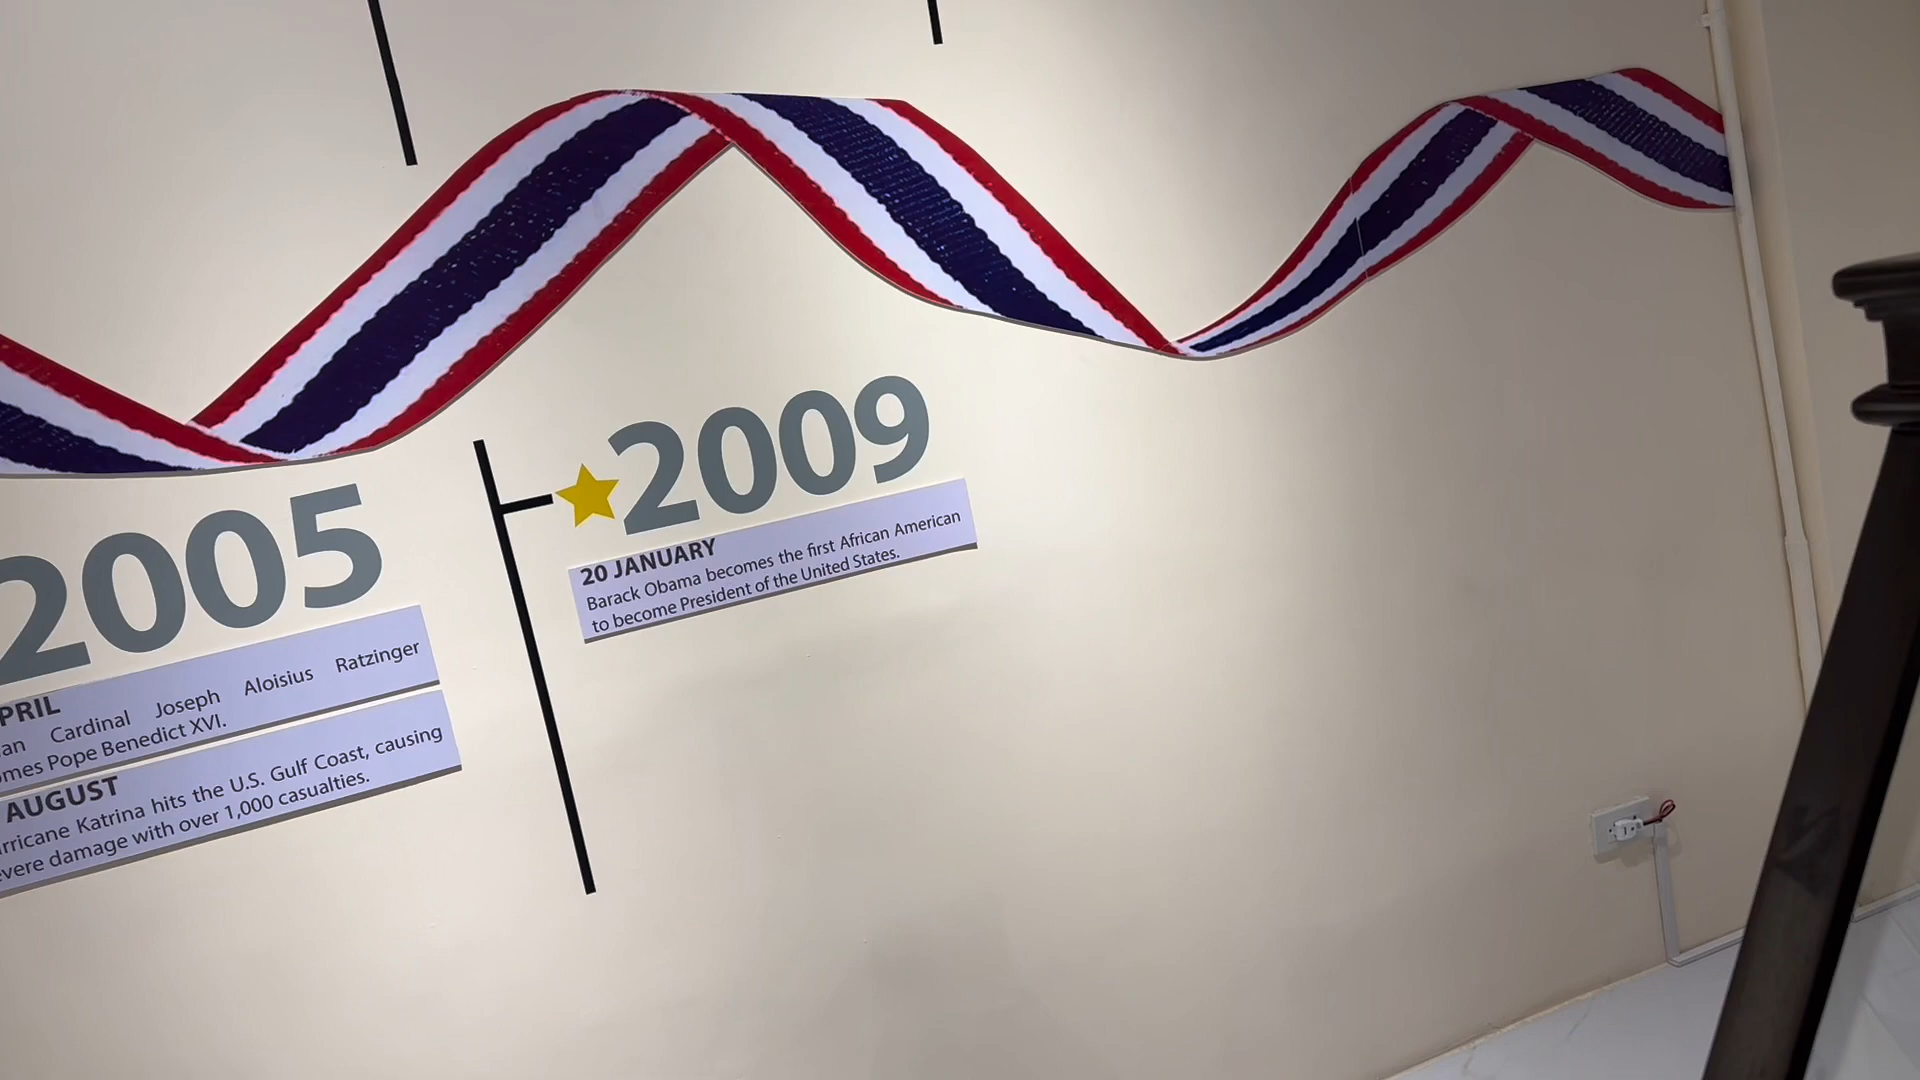 2005
PRIL
an Cardinal Joseph Aloisius Ratzinger
mes Pope Benedict XVI.
AUGUST
rricane Katrina hits the U.S. Gulf Coast, causing
evere damage with over 1,000 casualties.
2009
20 JANUARY
Barack Obama becomes the first African American
to become President of the United States.